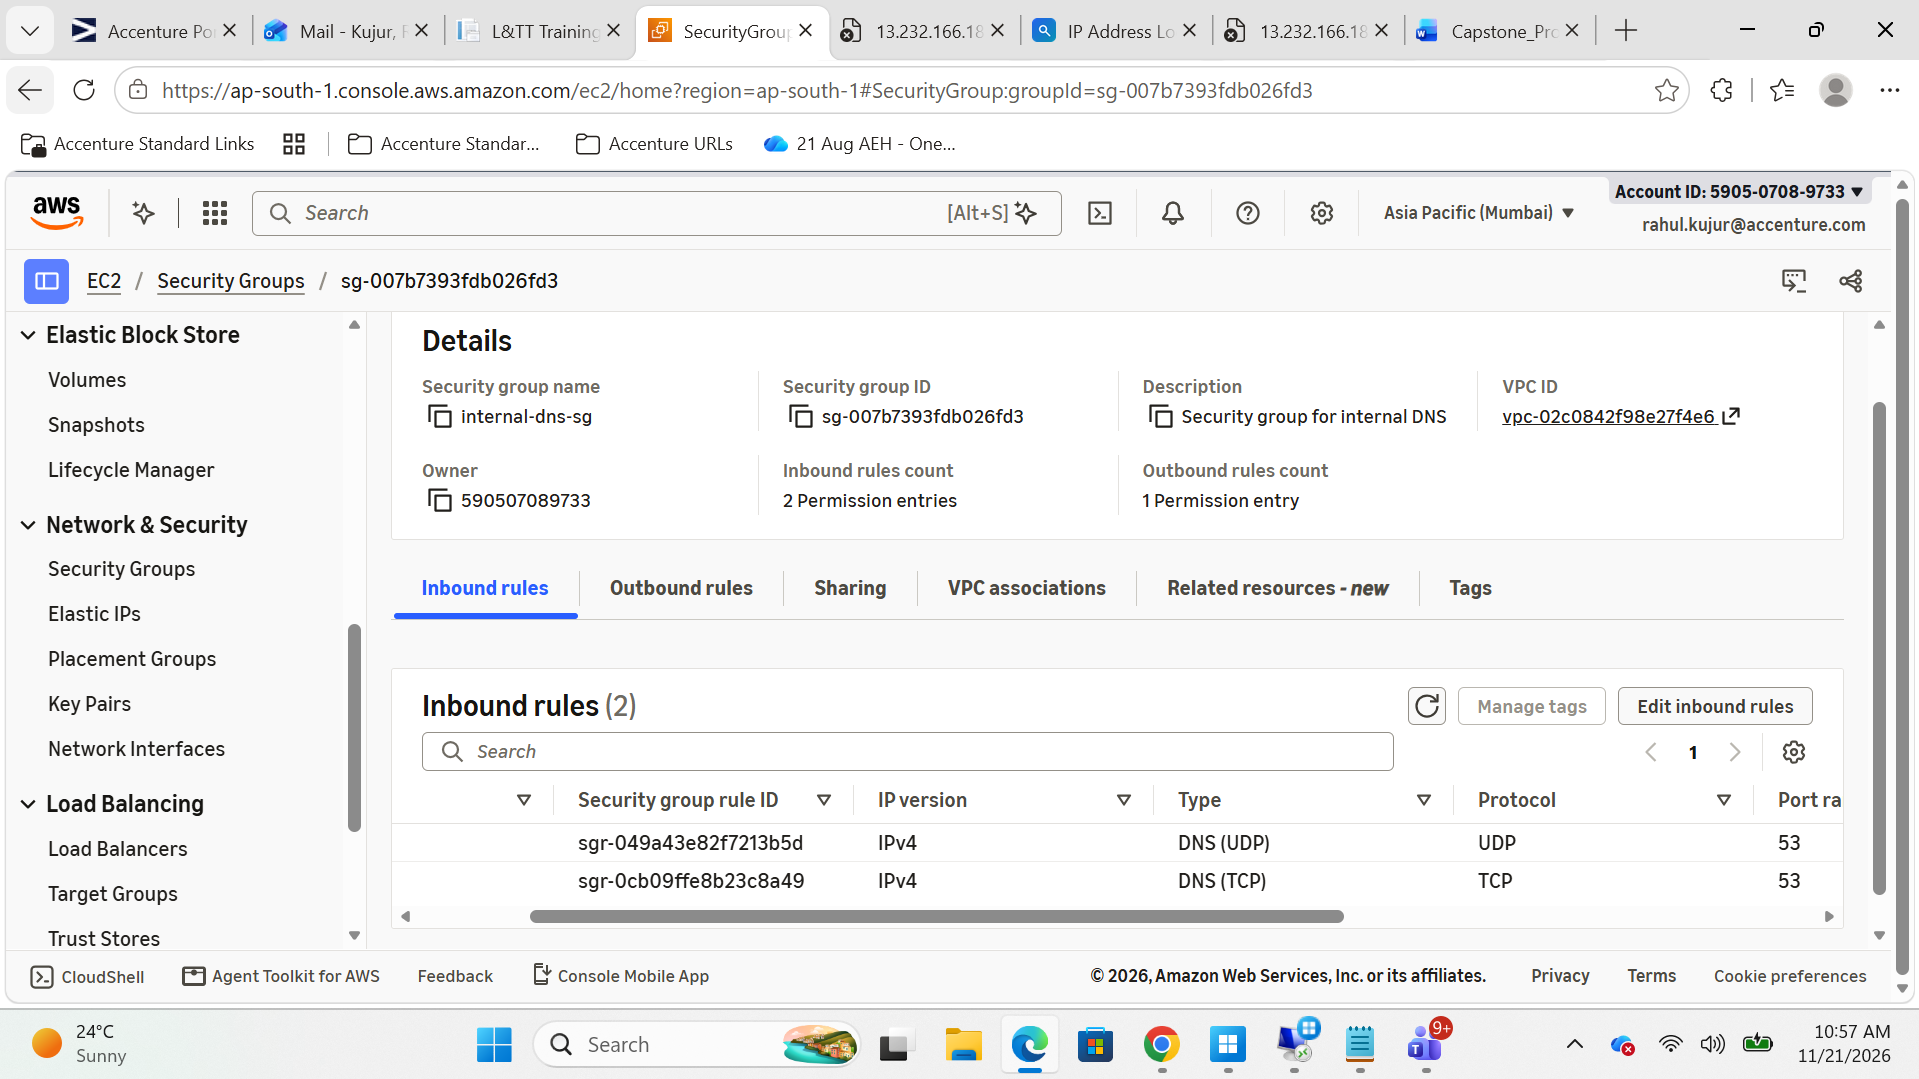 Accenture Po
Mail - Kujur,
L&TT Training
SecurityGrou
13.232.166.18
IP Address Lo
13.232.166.18
Capstone_Pro
https://ap-south-1.console.aws.amazon.com/ec2/home?region=ap-south-1#SecurityGroup:groupId=sg-007b7393fdb026fd3
Accenture Standard Links
Accenture Standar...
Accenture URLs
21 Aug AEH - One...
aws
Search
[Alt+S]
Asia Pacific (Mumbai)
Account ID: 5905-0708-9733
rahul.kujur@accenture.com
EC2 / Security Groups / sg-007b7393fdb026fd3
Elastic Block Store
Volumes
Snapshots
Lifecycle Manager
Network & Security
Security Groups
Elastic IPs
Placement Groups
Key Pairs
Network Interfaces
Load Balancing
Load Balancers
Target Groups
Trust Stores
Details
Security group name
internal-dns-sg
Security group ID
sg-007b7393fdb026fd3
Description
Security group for internal DNS
VPC ID
vpc-02c0842f98e27f4e6
Owner
590507089733
Inbound rules count
2 Permission entries
Outbound rules count
1 Permission entry
Inbound rules
Outbound rules
Sharing
VPC associations
Related resources - new
Tags
Inbound rules (2)
Manage tags
Edit inbound rules
Search
1
Security group rule ID
IP version
Type
Protocol
Port ra
sgr-049a43e82f7213b5d
IPv4
DNS (UDP)
UDP
53
sgr-0cb09ffe8b23c8a49
IPv4
DNS (TCP)
TCP
53
CloudShell
Agent Toolkit for AWS
Feedback
Console Mobile App
© 2026, Amazon Web Services, Inc. or its affiliates.
Privacy
Terms
Cookie preferences
24°C
Sunny
Search
9+
10:57 AM
11/21/2026